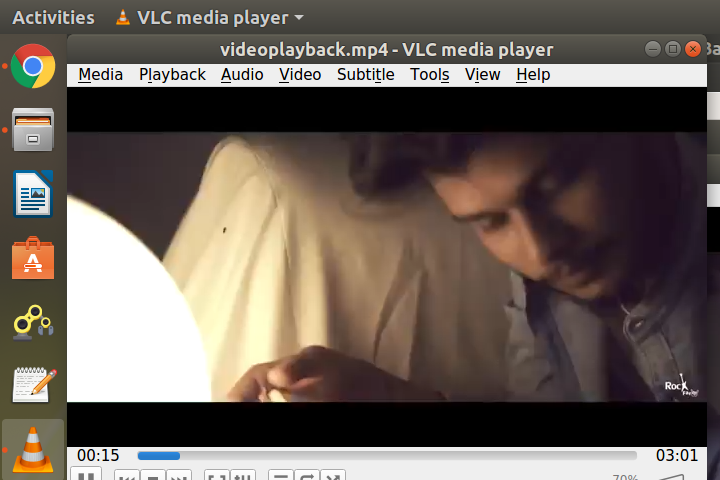 Activities VLC media player
videoplayback.mp4 - VLC media player
Media Playback Audio Video Subtitle Tools View Help
Rock
00:15 03:01
70%